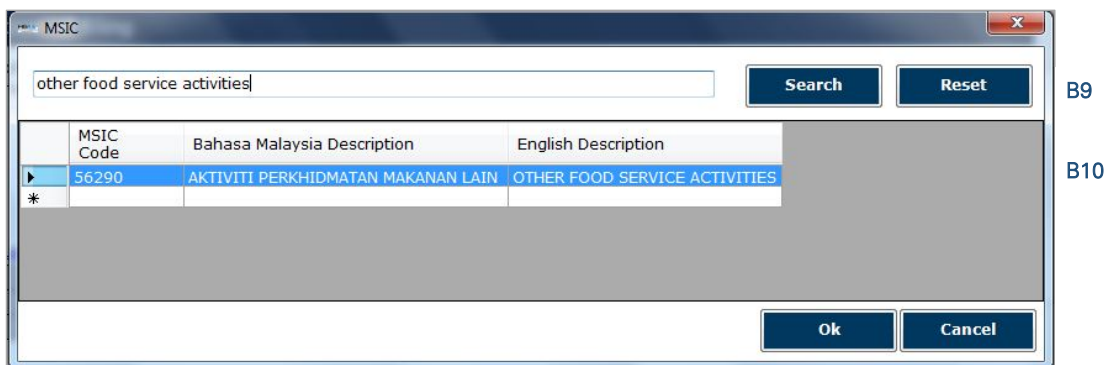 MSIC
other food service activities
Search
Reset
B9
MSIC
Code
Bahasa Malaysia Description
English Description
56290
AKTIVITI PERKHIDMATAN MAKANAN LAIN
OTHER FOOD SERVICE ACTIVITIES
B10
Ok
Cancel